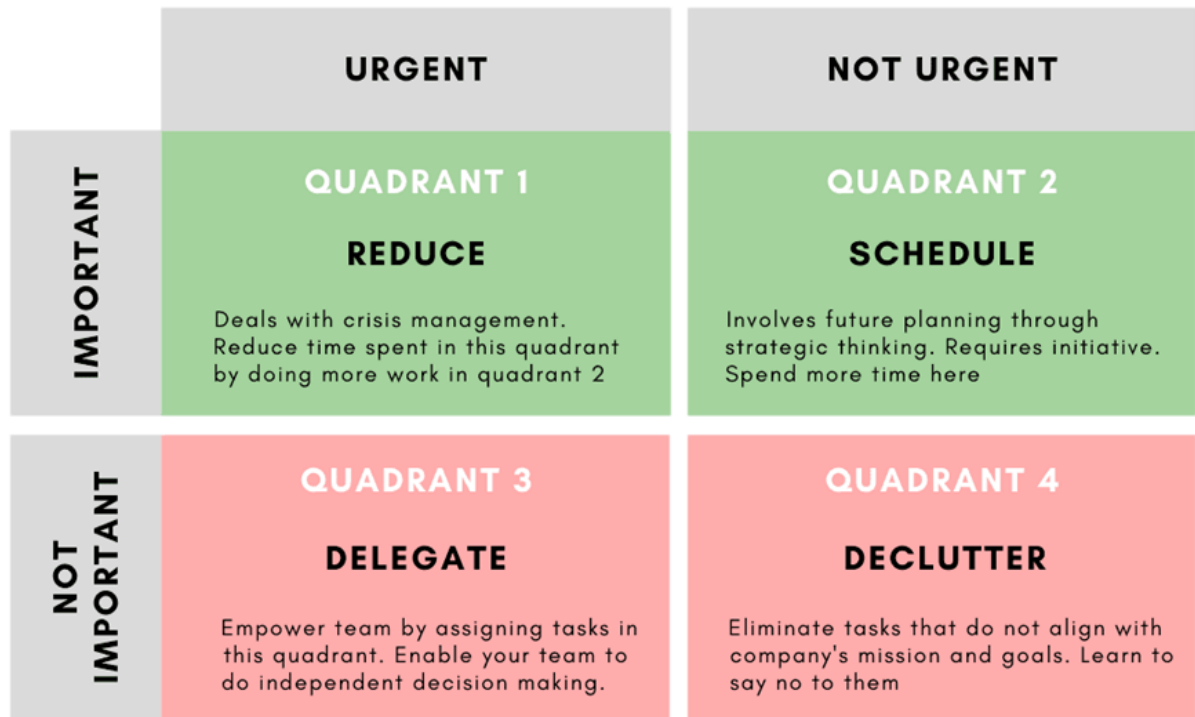 URGENT
NOT URGENT
IMPORTANT
QUADRANT 1
REDUCE
Deals with crisis management.
Reduce time spent in this quadrant
by doing more work in quadrant 2
QUADRANT 2
SCHEDULE
Involves future planning through
strategic thinking. Requires initiative.
Spend more time here
NOT
IMPORTANT
QUADRANT 3
DELEGATE
Empower team by assigning tasks in
this quadrant. Enable your team to
do independent decision making.
QUADRANT 4
DECLUTTER
Eliminate tasks that do not align with
company's mission and goals. Learn to
say no to them